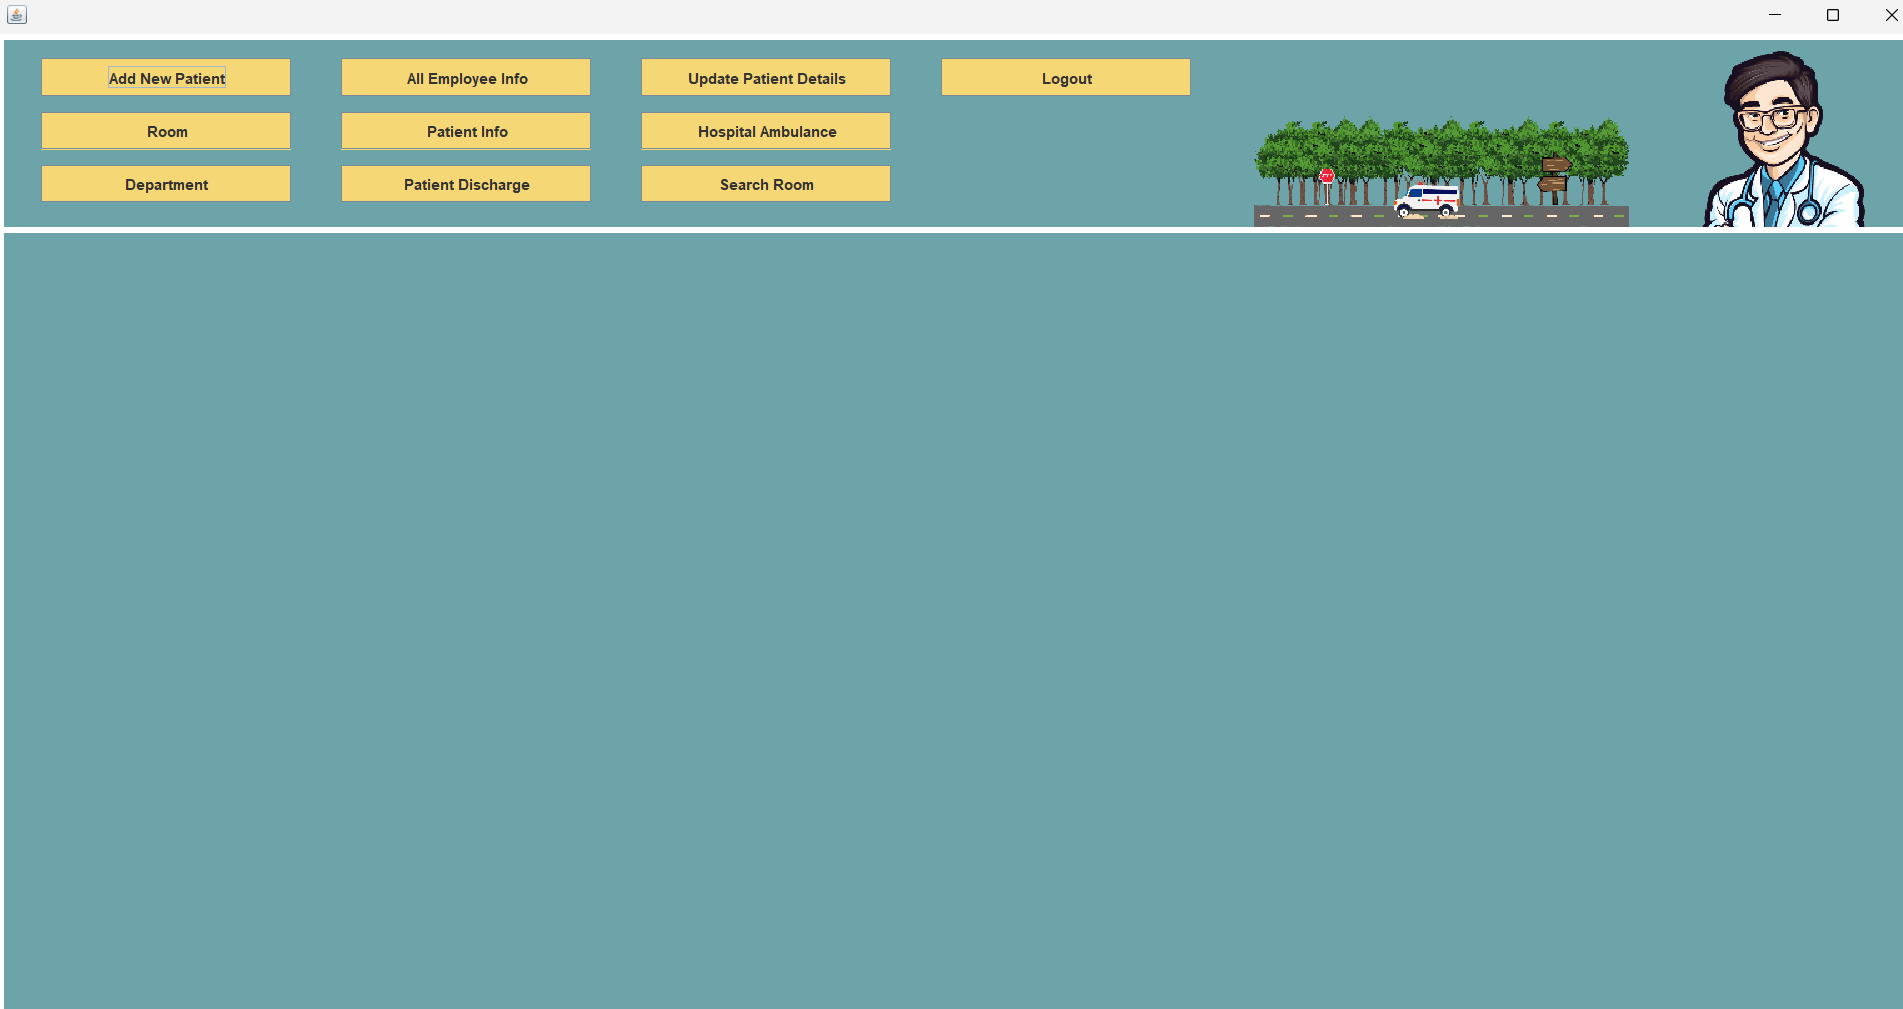 Add New Patient
All Employee Info
Update Patient Details
Logout
Room
Patient Info
Hospital Ambulance
Department
Patient Discharge
Search Room